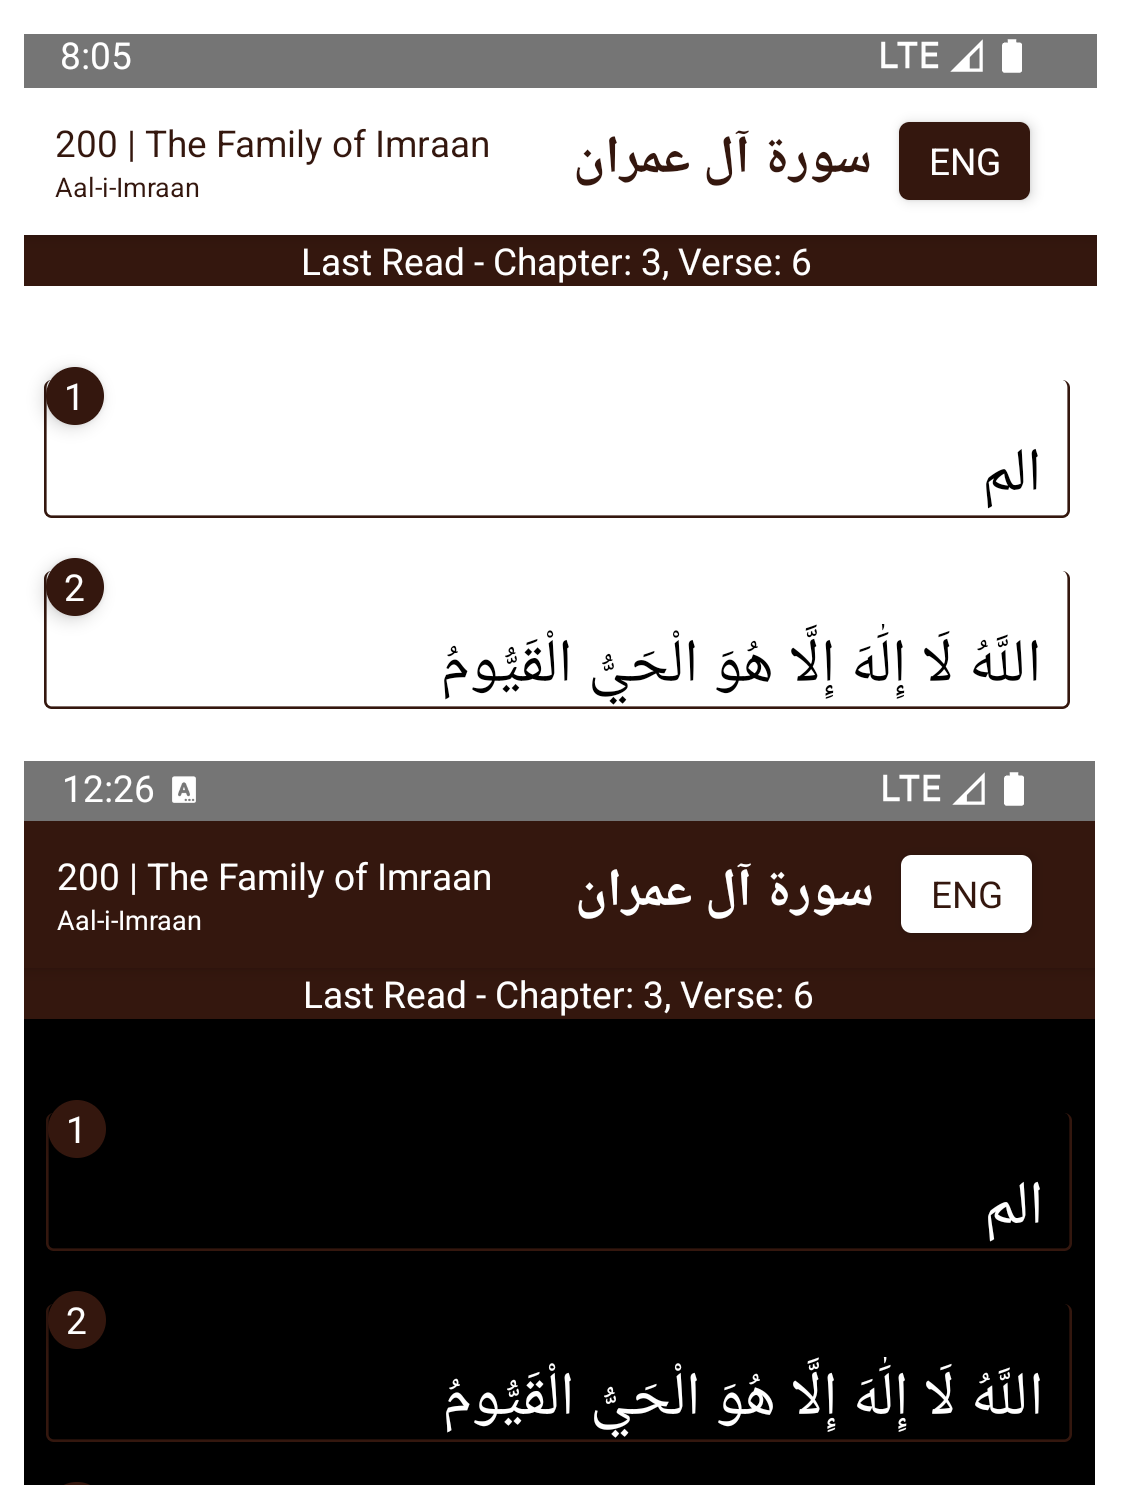 8:05 LTE
200 | The Family of Imraan
Aal-i-Imraan
سورة آل عمران
ENG
Last Read - Chapter: 3, Verse: 6
1
الم
2
اللَّهُ لَا إِلَٰهَ إِلَّا هُوَ الْحَيُّ الْقَيُّومُ
12:26 A LTE
200 | The Family of Imraan
Aal-i-Imraan
سورة آل عمران
ENG
Last Read - Chapter: 3, Verse: 6
1
الم
2
اللَّهُ لَا إِلَٰهَ إِلَّا هُوَ الْحَيُّ الْقَيُّومُ